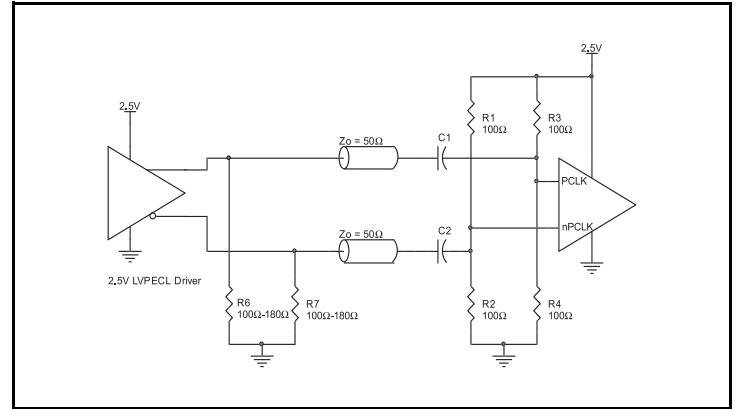 2.5V
2.5V
R1
100Ω
R3
100Ω
Zo = 50Ω
C1
PCLK
nPCLK
Zo = 50Ω
C2
2.5V LVPECL Driver
R6
100Ω-180Ω
R7
100Ω-180Ω
R2
100Ω
R4
100Ω